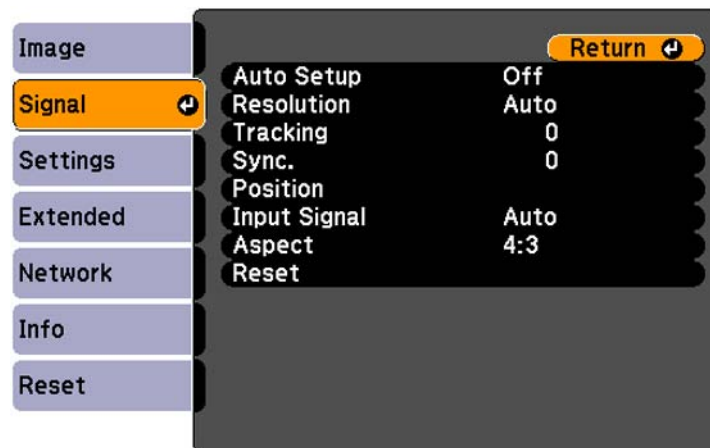 Image
Signal
Settings
Extended
Network
Info
Reset
Return
Auto Setup Off
Resolution Auto
Tracking 0
Sync. 0
Position
Input Signal Auto
Aspect 4:3
Reset